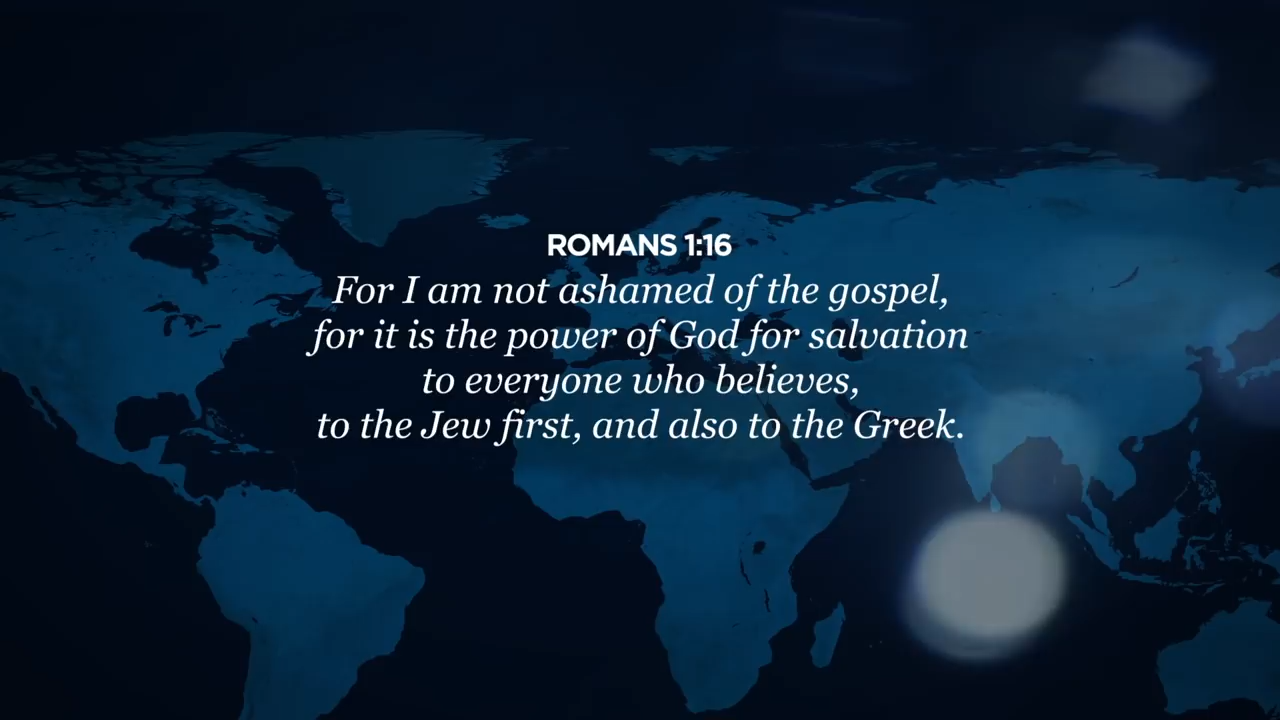 ROMANS 1:16
For I am not ashamed of the gospel,
for it is the power of God for salvation
to everyone who believes,
to the Jew first, and also to the Greek.